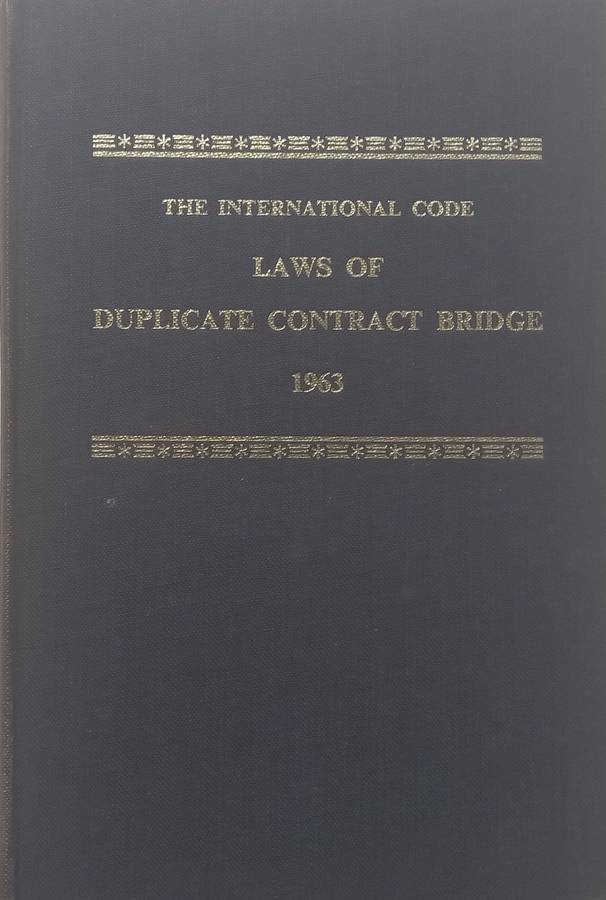 THE INTERNATIONAL CODE
LAWS OF
DUPLICATE CONTRACT BRIDGE
1963